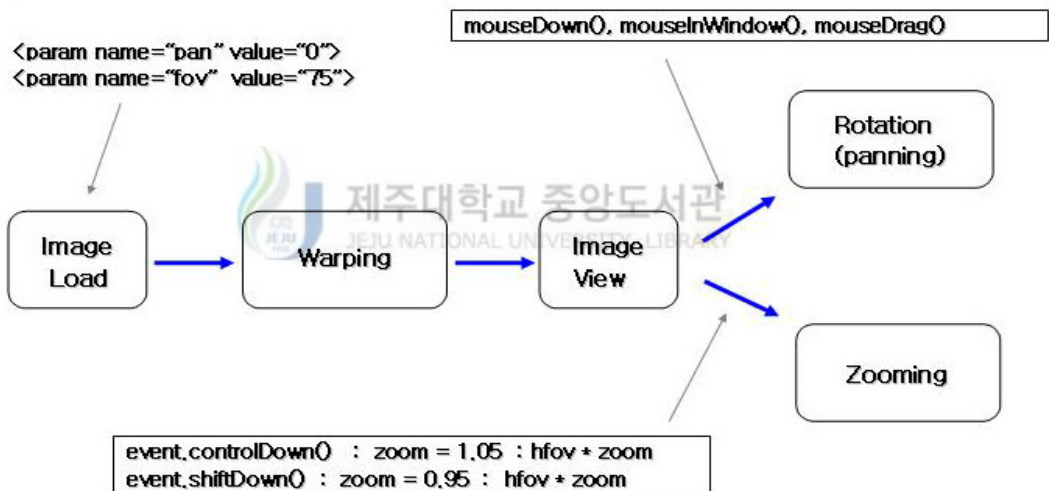 mouseDown(), mouseInWindow(), mouseDrag()
<param name="pan" value="0">
<param name="fov" value="75">
Rotation
(panning)
제주대학교 중앙도서관
JEJU NATIONAL UNIVERSITY LIBRARY
JEJU
1952
Image
Load
Warping
Image
View
Zooming
event.controlDown() : zoom = 1.05 : hfov * zoom
event.shiftDown() : zoom = 0.95 : hfov * zoom